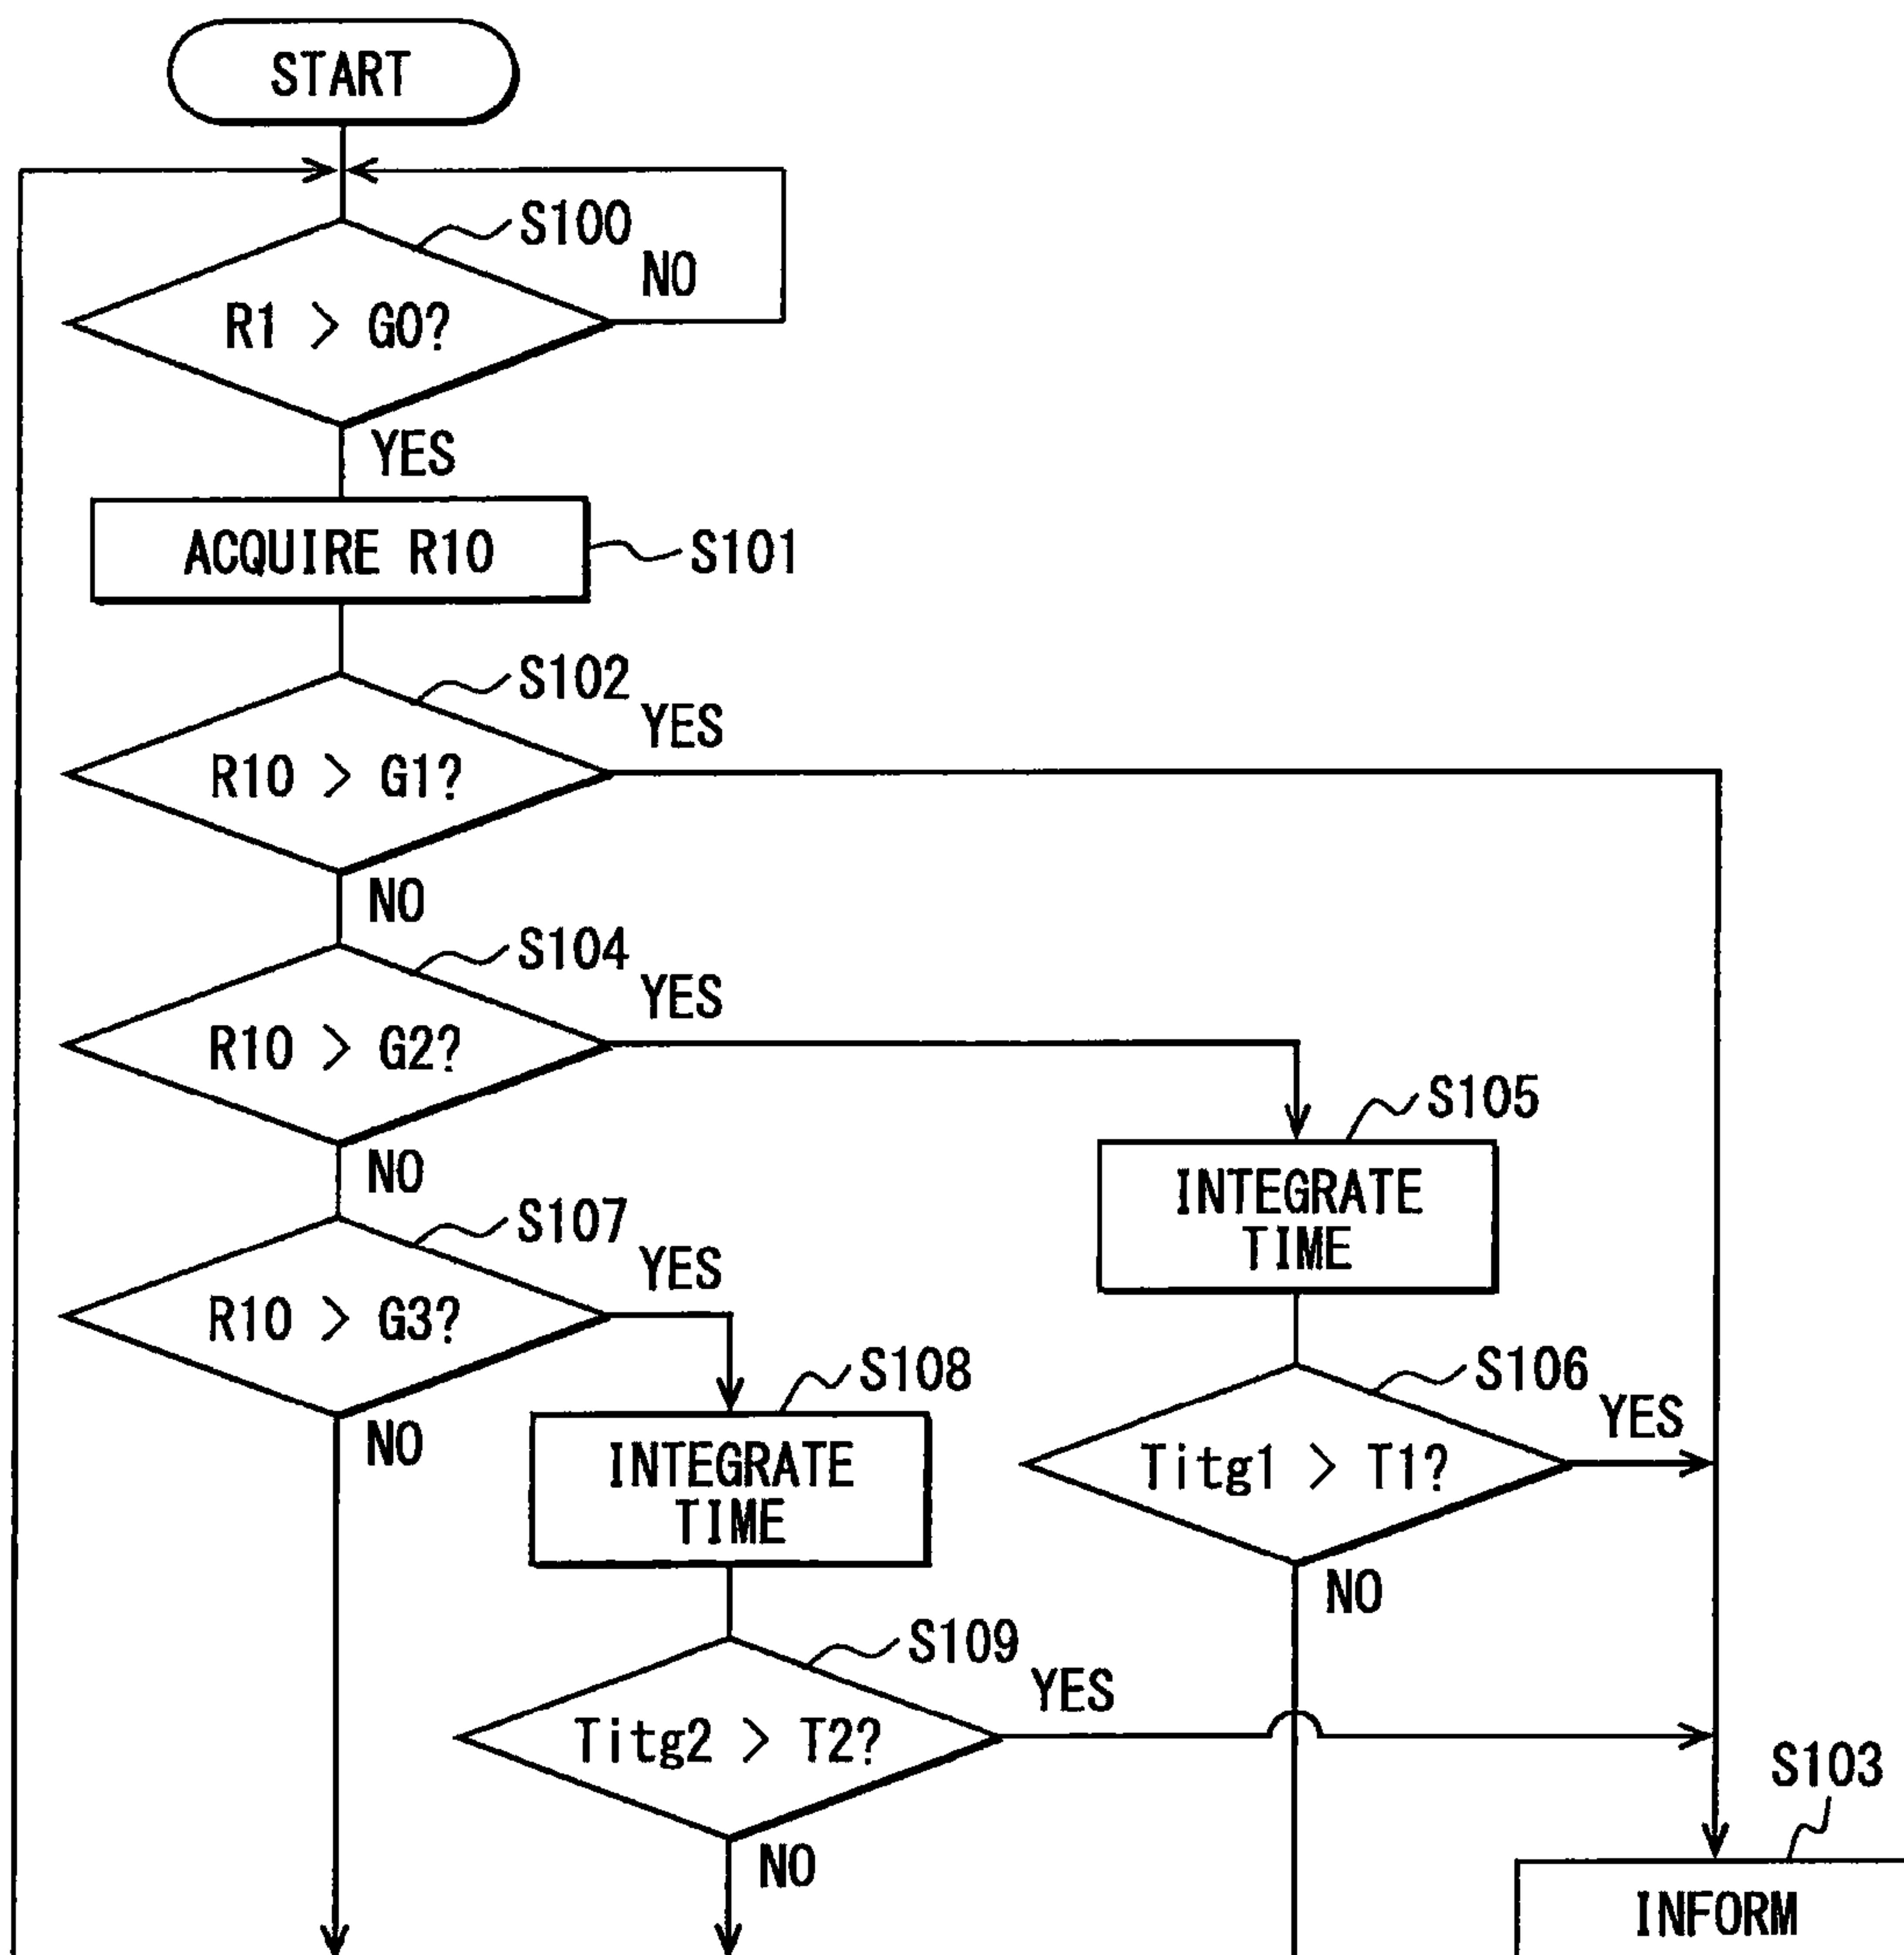 START
S100
NO
R1 > G0?
YES
ACQUIRE R10
S101
S102
YES
R10 > G1?
NO
S104
YES
R10 > G2?
S105
NO
INTEGRATE
TIME
S107
YES
R10 > G3?
S108
S106
YES
NO
INTEGRATE
TIME
Titg1 > T1?
NO
S109
YES
Titg2 > T2?
S103
NO
INFORM